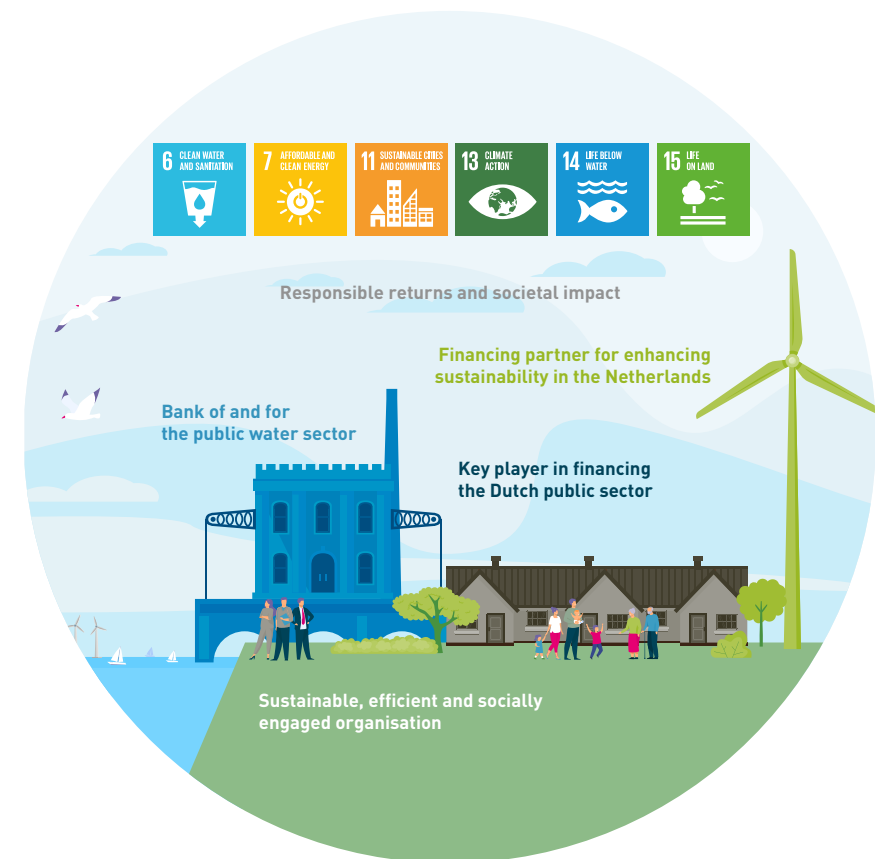 6 CLEAN WATER
AND SANITATION
7 AFFORDABLE AND
CLEAN ENERGY
11 SUSTAINABLE CITIES
AND COMMUNITIES
13 CLIMATE
ACTION
14 LIFE BELOW
WATER
15 LIFE
ON LAND
Responsible returns and societal impact
Financing partner for enhancing
sustainability in the Netherlands
Bank of and for
the public water sector
Key player in financing
the Dutch public sector
Sustainable, efficient and socially
engaged organisation